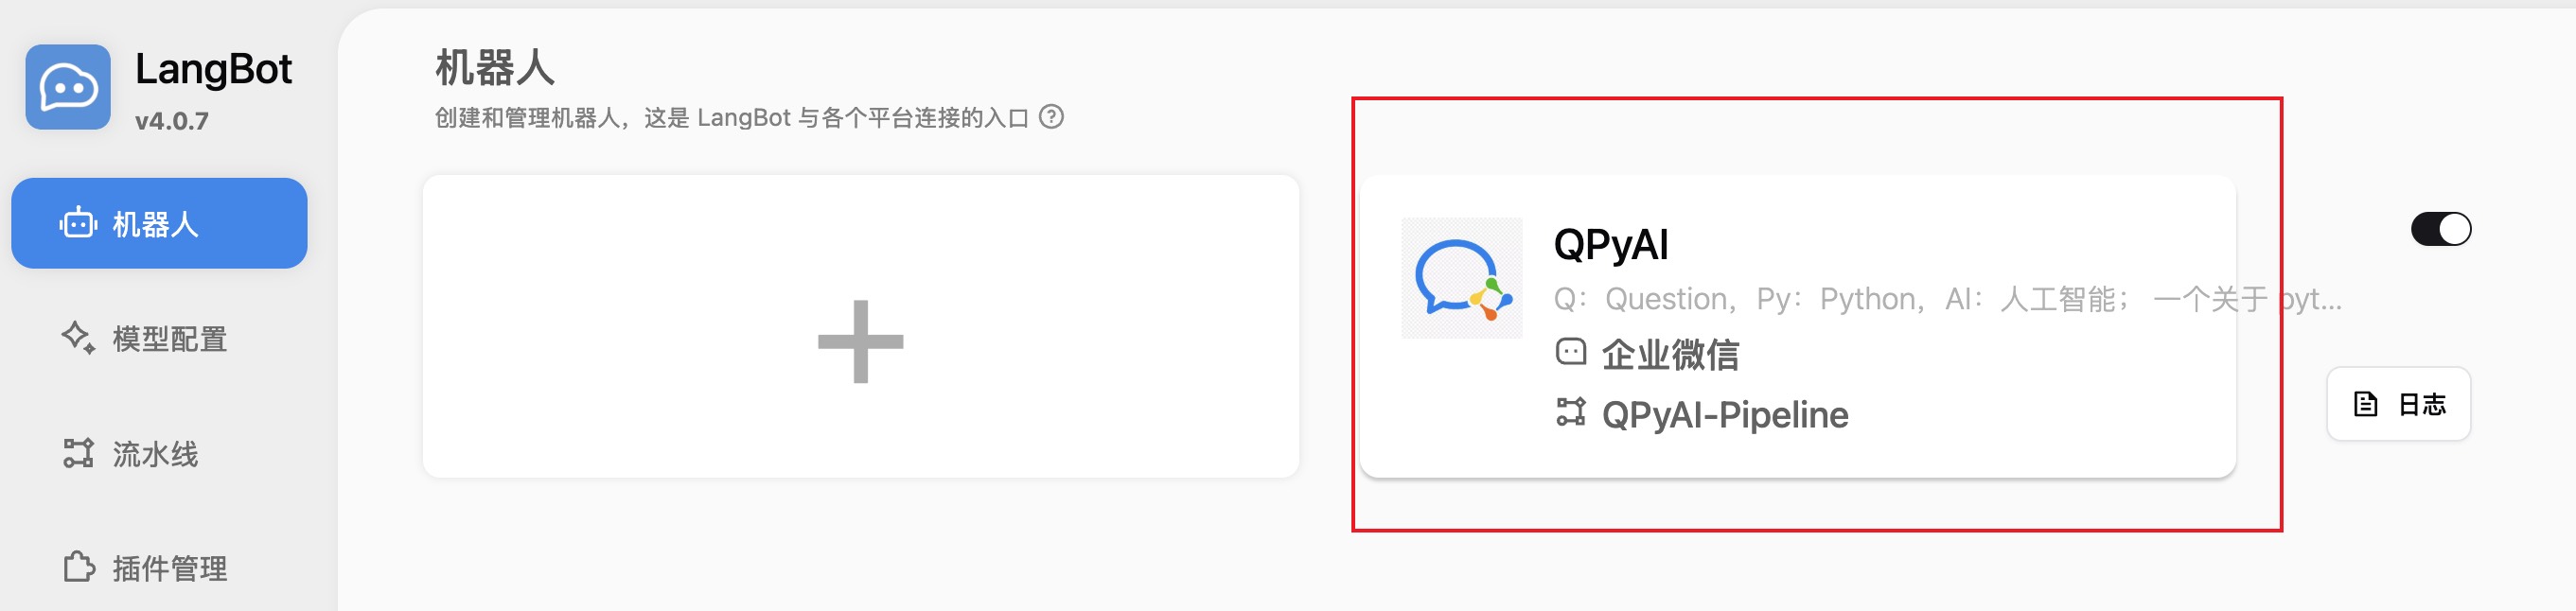 LangBot
v4.0.7
机器人
模型配置
流水线
插件管理
机器人
创建和管理机器人，这是 LangBot 与各个平台连接的入口 ?
QPyAI
Q：Question，Py：Python，AI：人工智能； 一个关于 pyt...
企业微信
QPyAI-Pipeline
日志